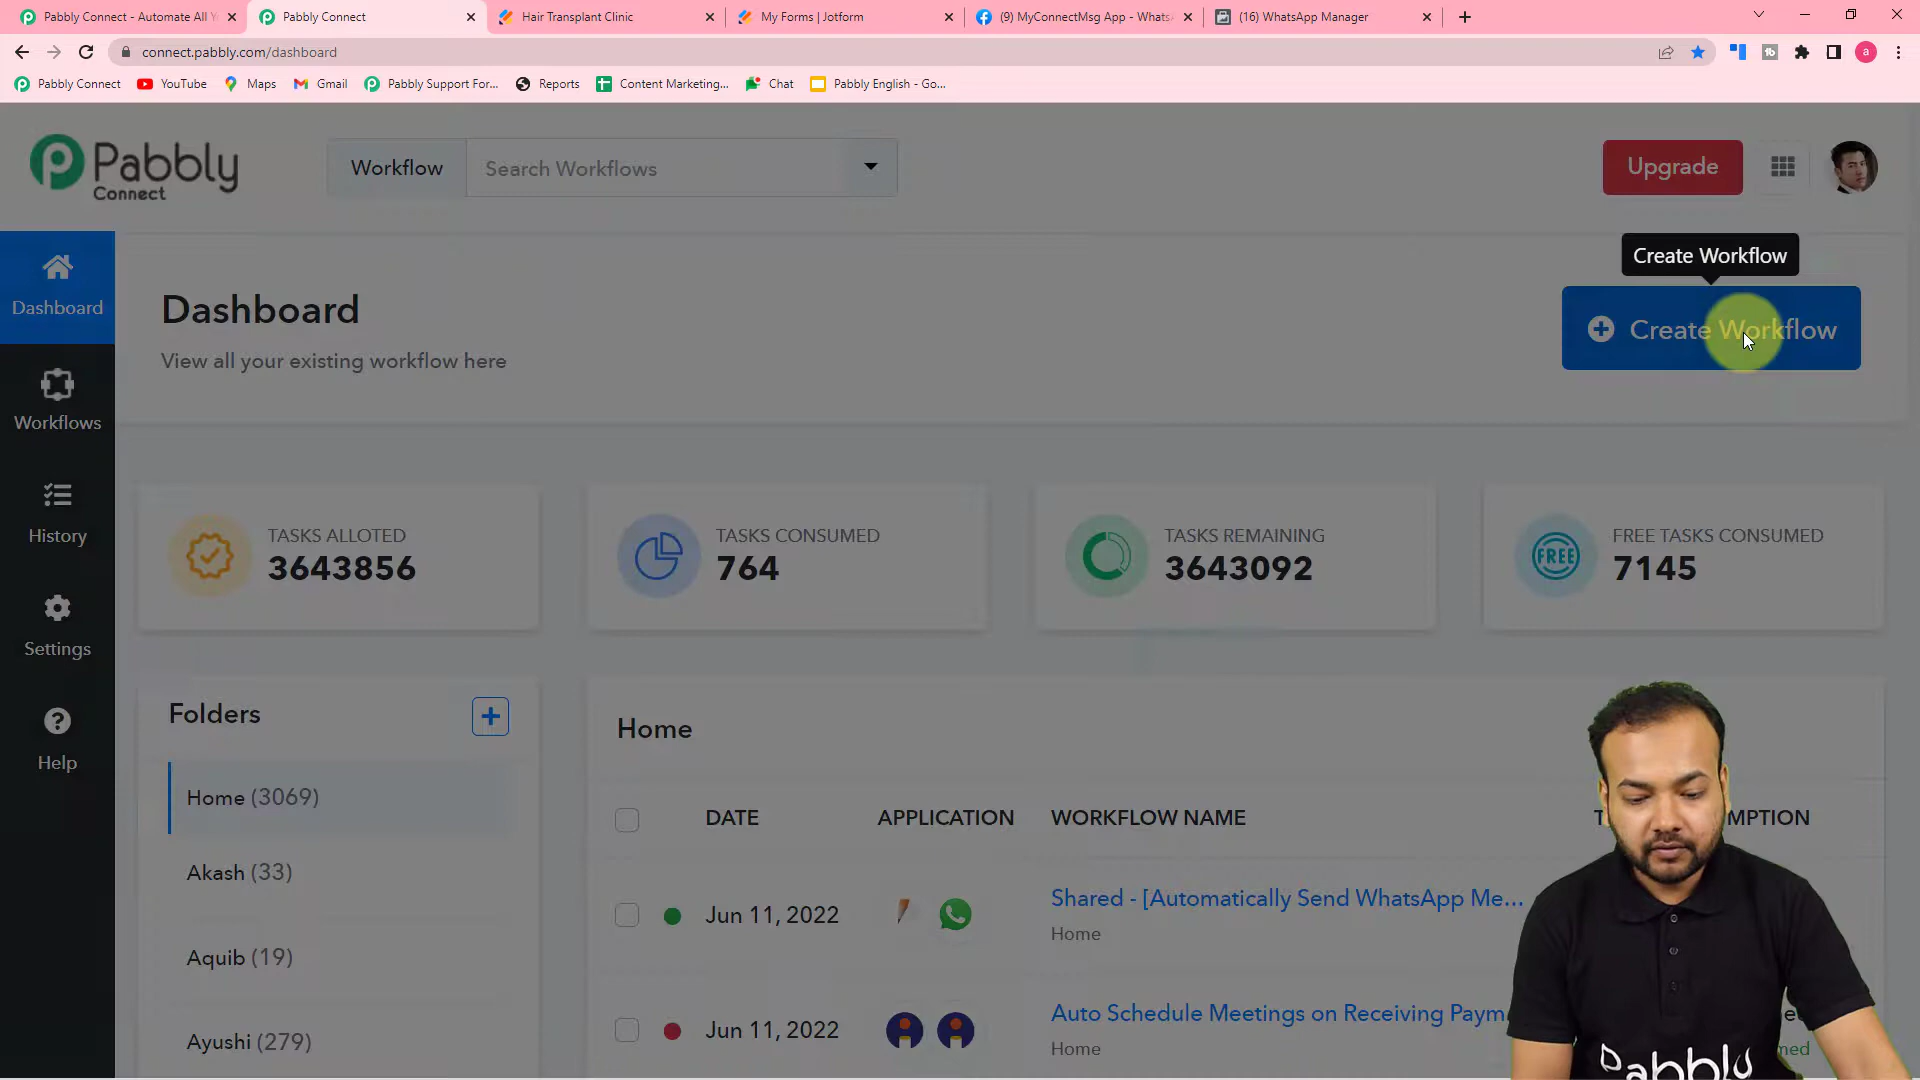 Pabbly Connect - Automate All Y
Pabbly Connect
Hair Transplant Clinic
My Forms | Jotform
(9) MyConnectMsg App - Whats
(16) WhatsApp Manager
connect.pabbly.com/dashboard
a
Pabbly Connect
YouTube
Maps
Gmail
Pabbly Support For...
Reports
Content Marketing...
Chat
Pabbly English - Go...
Pabbly
Connect
Workflow
Search Workflows
Upgrade
Create Workflow
Dashboard
Dashboard
View all your existing workflow here
Create Workflow
Workflows
History
Settings
Help
TASKS ALLOTED
3643856
TASKS CONSUMED
764
TASKS REMAINING
3643092
FREE
FREE TASKS CONSUMED
7145
Folders
Home (3069)
Akash (33)
Aquib (19)
Ayushi (279)
Home
DATE
APPLICATION
WORKFLOW NAME
Jun 11, 2022
Shared - [Automatically Send WhatsApp Me...
Home
Jun 11, 2022
Auto Schedule Meetings on Receiving Paym
Home
Pabbly